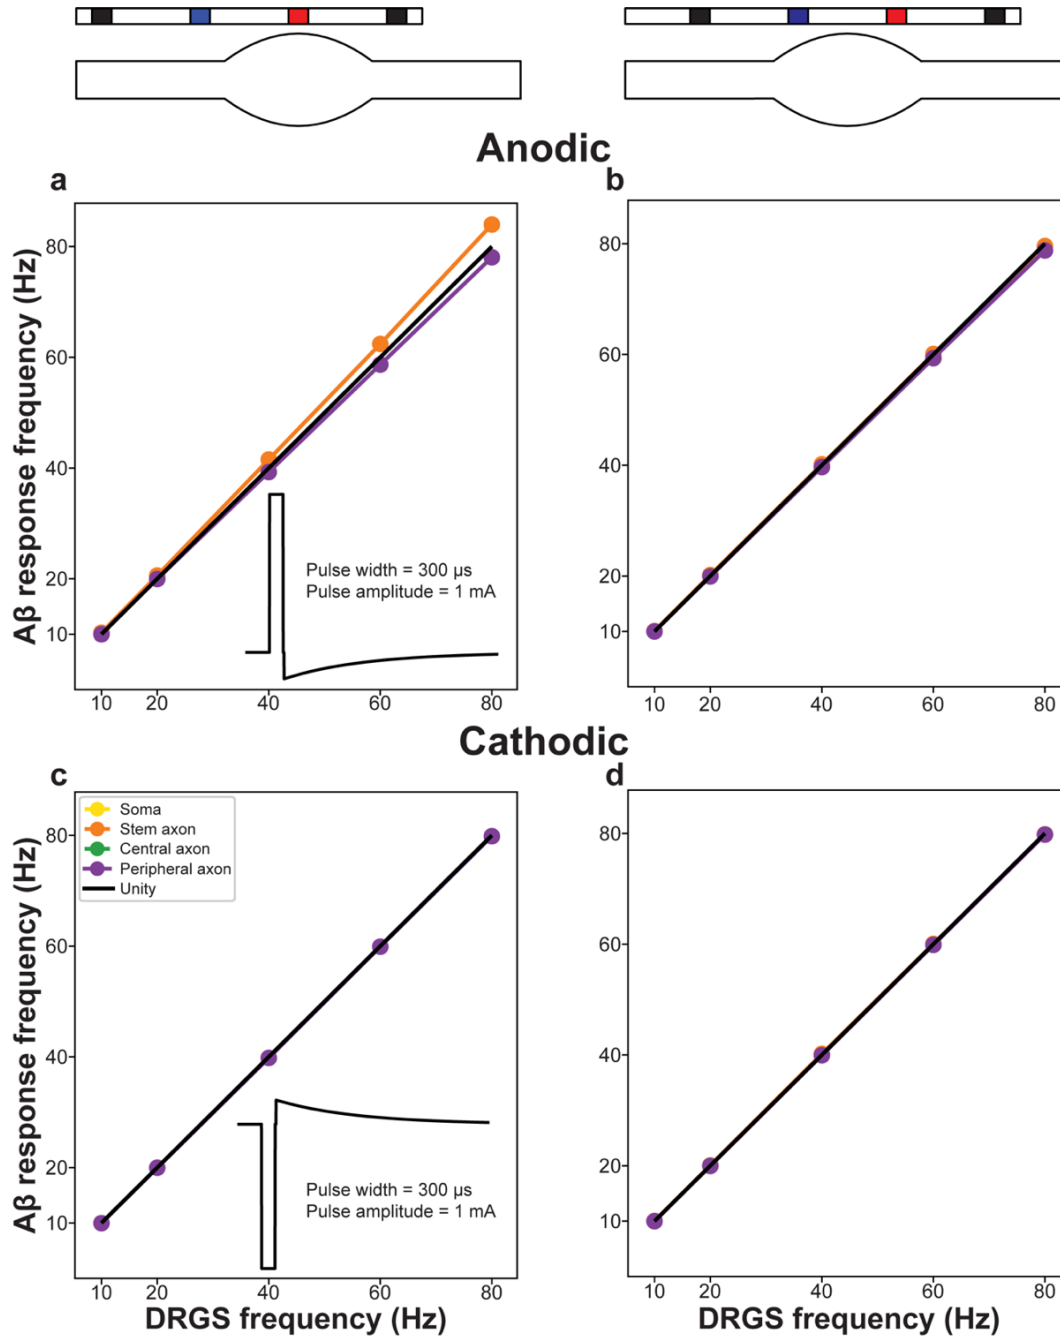 Anodic
a
b
Aβ response frequency (Hz)
80
60
40
20
10
Pulse width = 300 µs
Pulse amplitude = 1 mA
10
20
40
60
80
80
60
40
20
10
10
20
40
60
80
Cathodic
c
d
Aβ response frequency (Hz)
80
60
40
20
10
Soma
Stem axon
Central axon
Peripheral axon
Unity
Pulse width = 300 µs
Pulse amplitude = 1 mA
10
20
40
60
80
DRGS frequency (Hz)
80
60
40
20
10
10
20
40
60
80
DRGS frequency (Hz)